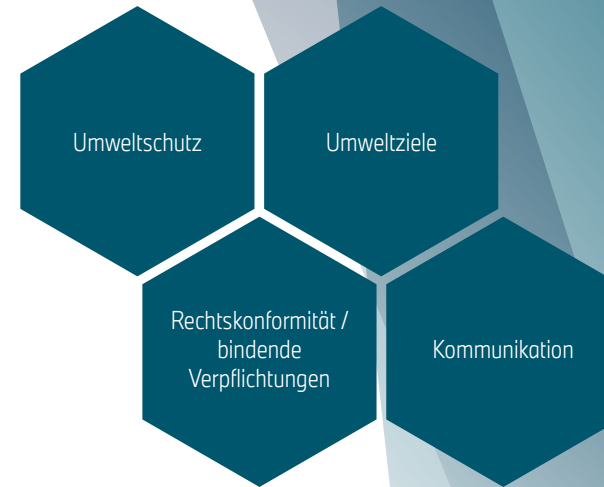 Umweltschutz
Umweltziele
Rechtskonformität /
bindende
Verpflichtungen
Kommunikation